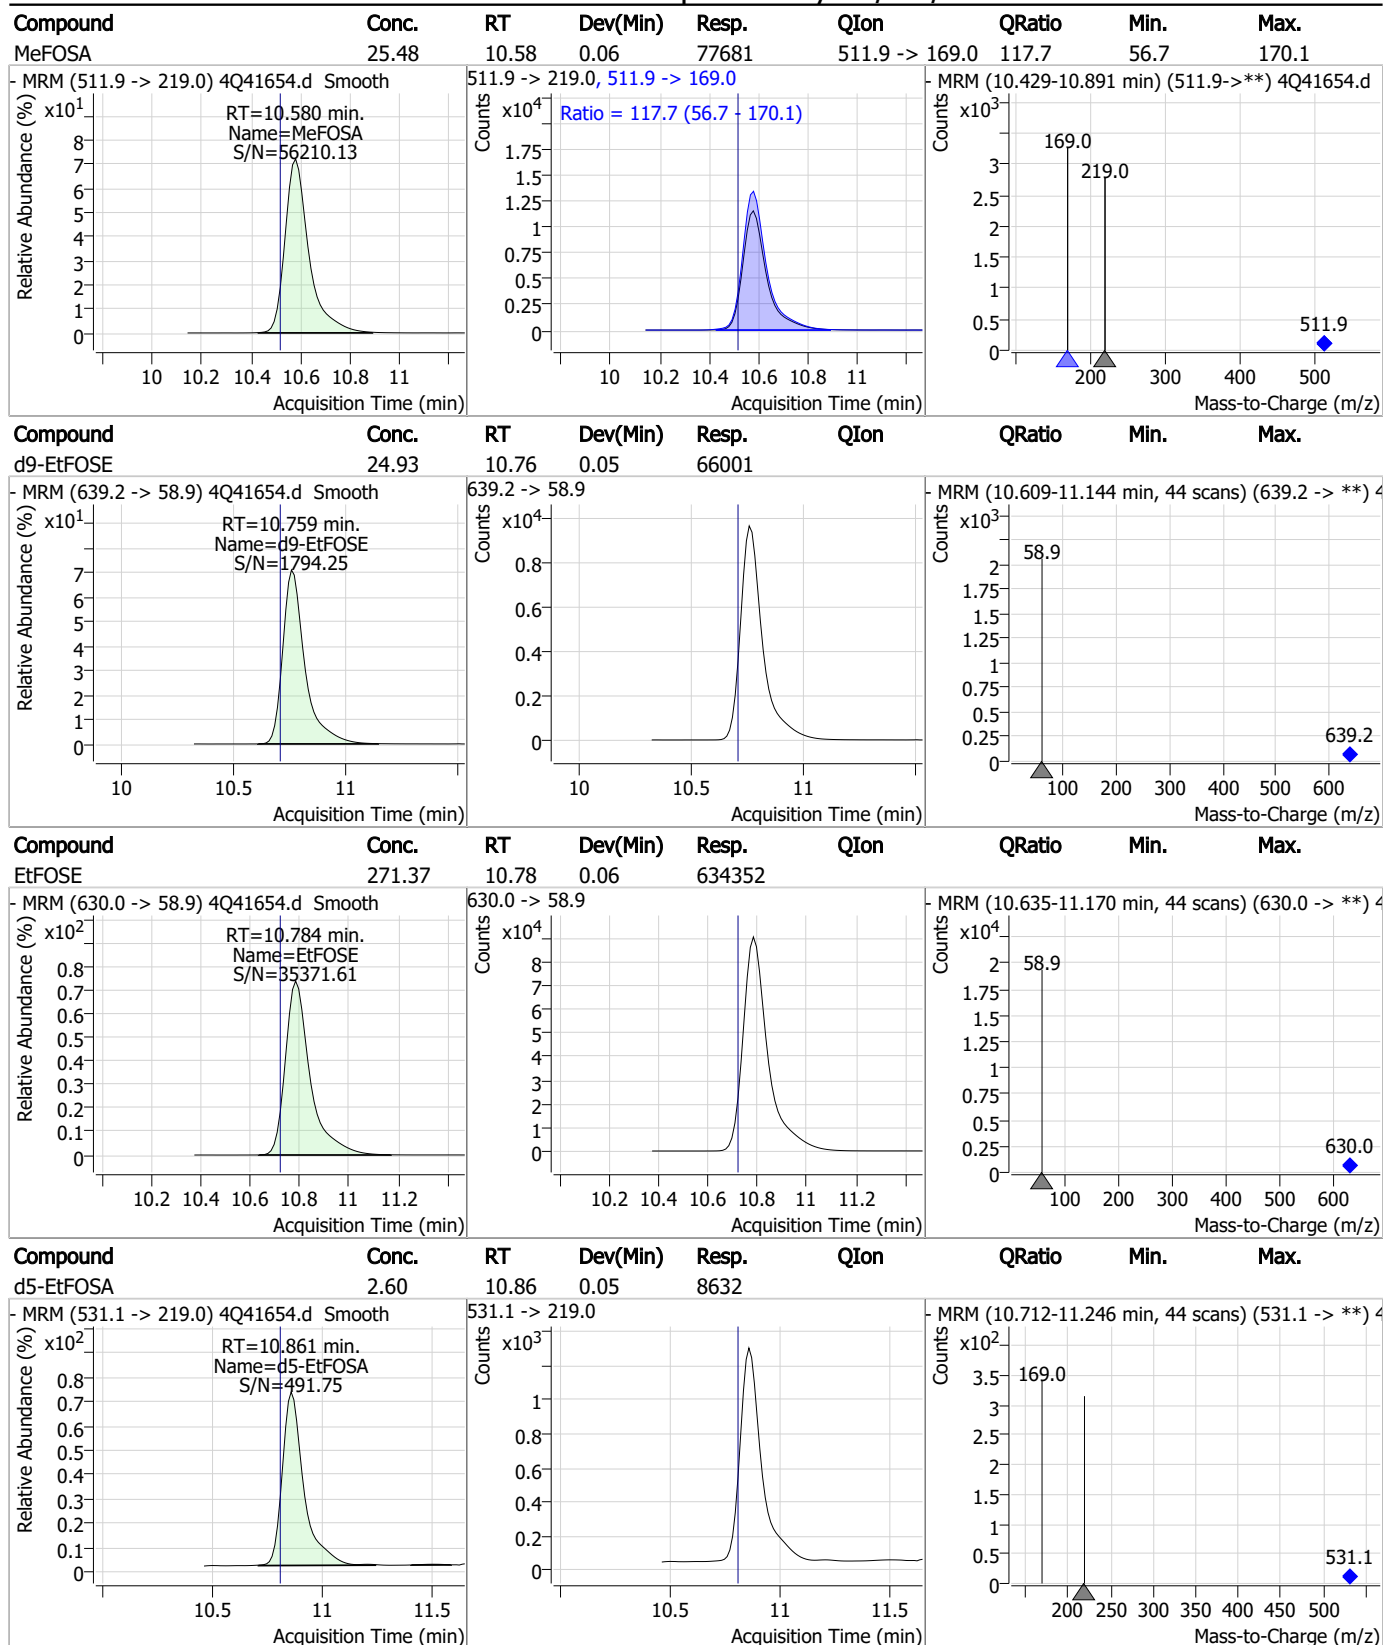 Compound Conc. RT Dev(Min) Resp. QIon QRatio Min. Max.
MeFOSA 25.48 10.58 0.06 77681 511.9 -> 169.0 117.7 56.7 170.1
- MRM (511.9 -> 219.0) 4Q41654.d Smooth
RT=10.580 min.
Name=MeFOSA
S/N=56210.13
Relative Abundance (%)
x10¹
8
7
6
5
4
3
2
1
0
10 10.2 10.4 10.6 10.8 11
Acquisition Time (min)
511.9 -> 219.0, 511.9 -> 169.0
Ratio = 117.7 (56.7 - 170.1)
Counts
x10⁴
1.75
1.5
1.25
1
0.75
0.5
0.25
0
10 10.2 10.4 10.6 10.8 11
Acquisition Time (min)
- MRM (10.429-10.891 min) (511.9->**) 4Q41654.d
Counts
x10³
169.0
219.0
511.9
3
2.5
2
1.5
1
0.5
0
200 300 400 500
Mass-to-Charge (m/z)
Compound Conc. RT Dev(Min) Resp. QIon QRatio Min. Max.
d9-EtFOSE 24.93 10.76 0.05 66001
- MRM (639.2 -> 58.9) 4Q41654.d Smooth
RT=10.759 min.
Name=d9-EtFOSE
S/N=1794.25
Relative Abundance (%)
x10¹
7
6
5
4
3
2
1
0
10 10.5 11
Acquisition Time (min)
639.2 -> 58.9
Counts
x10⁴
0.8
0.6
0.4
0.2
0
10 10.5 11
Acquisition Time (min)
- MRM (10.609-11.144 min, 44 scans) (639.2 -> **) 4
Counts
x10³
58.9
639.2
2
1.75
1.5
1.25
1
0.75
0.5
0.25
0
100 200 300 400 500 600
Mass-to-Charge (m/z)
Compound Conc. RT Dev(Min) Resp. QIon QRatio Min. Max.
EtFOSE 271.37 10.78 0.06 634352
- MRM (630.0 -> 58.9) 4Q41654.d Smooth
RT=10.784 min.
Name=EtFOSE
S/N=35371.61
Relative Abundance (%)
x10²
0.8
0.7
0.6
0.5
0.4
0.3
0.2
0.1
0
10.2 10.4 10.6 10.8 11 11.2
Acquisition Time (min)
630.0 -> 58.9
Counts
x10⁴
8
7
6
5
4
3
2
1
0
10.2 10.4 10.6 10.8 11 11.2
Acquisition Time (min)
- MRM (10.635-11.170 min, 44 scans) (630.0 -> **) 4
Counts
x10⁴
58.9
630.0
2
1.75
1.5
1.25
1
0.75
0.5
0.25
0
100 200 300 400 500 600
Mass-to-Charge (m/z)
Compound Conc. RT Dev(Min) Resp. QIon QRatio Min. Max.
d5-EtFOSA 2.60 10.86 0.05 8632
- MRM (531.1 -> 219.0) 4Q41654.d Smooth
RT=10.861 min.
Name=d5-EtFOSA
S/N=491.75
Relative Abundance (%)
x10²
0.8
0.7
0.6
0.5
0.4
0.3
0.2
0.1
0
10.5 11 11.5
Acquisition Time (min)
531.1 -> 219.0
Counts
x10³
1
0.8
0.6
0.4
0.2
0
10.5 11 11.5
Acquisition Time (min)
- MRM (10.712-11.246 min, 44 scans) (531.1 -> **) 4
Counts
x10²
169.0
531.1
3.5
3
2.5
2
1.5
1
0.5
0
200 250 300 350 400 450 500
Mass-to-Charge (m/z)